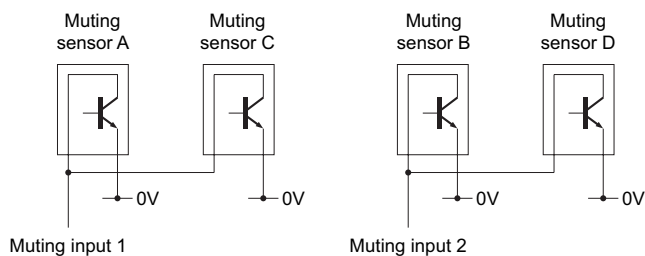 Muting
sensor A
Muting
sensor C
Muting
sensor B
Muting
sensor D
0V
0V
0V
0V
Muting input 1
Muting input 2